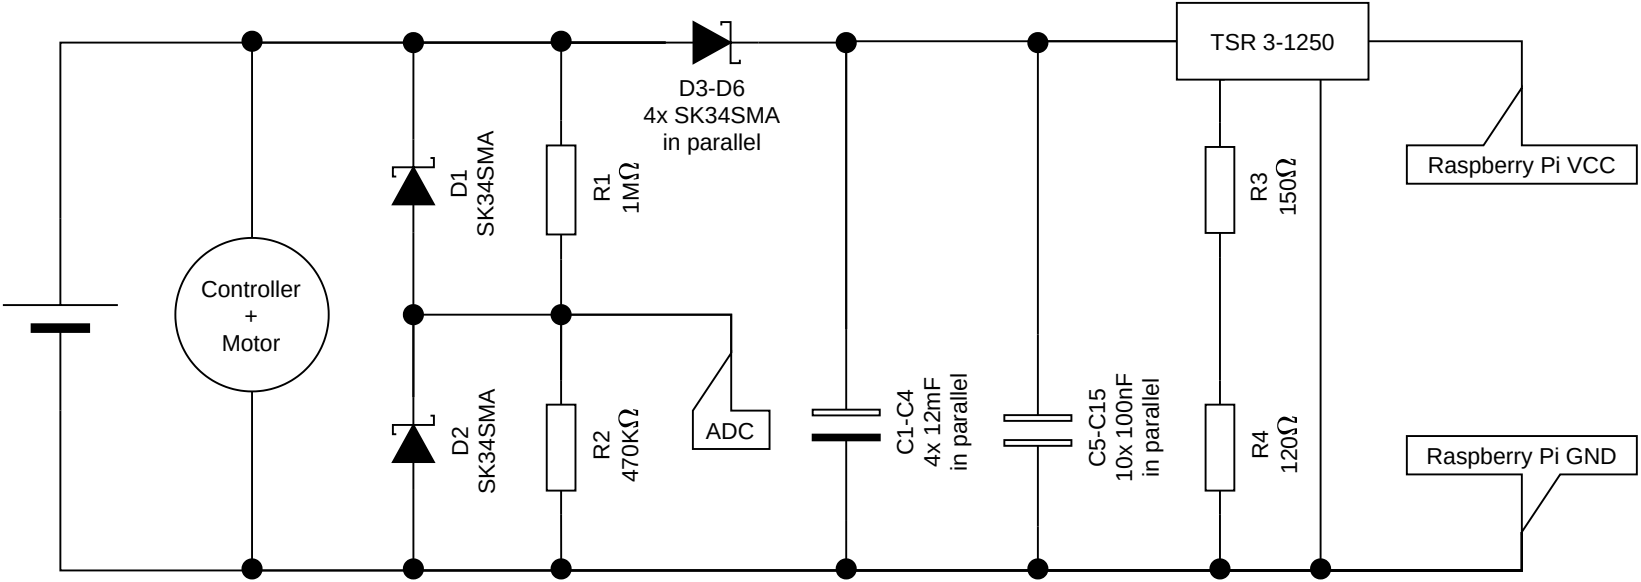 TSR 3-1250
D3-D6
4x SK34SMA
in parallel
D1
SK34SMA
R1
1MΩ
R3
150Ω
Raspberry Pi VCC
Controller
+
Motor
D2
SK34SMA
R2
470KΩ
ADC
C1-C4
4x 12mF
in parallel
C5-C15
10x 100nF
in parallel
R4
120Ω
Raspberry Pi GND